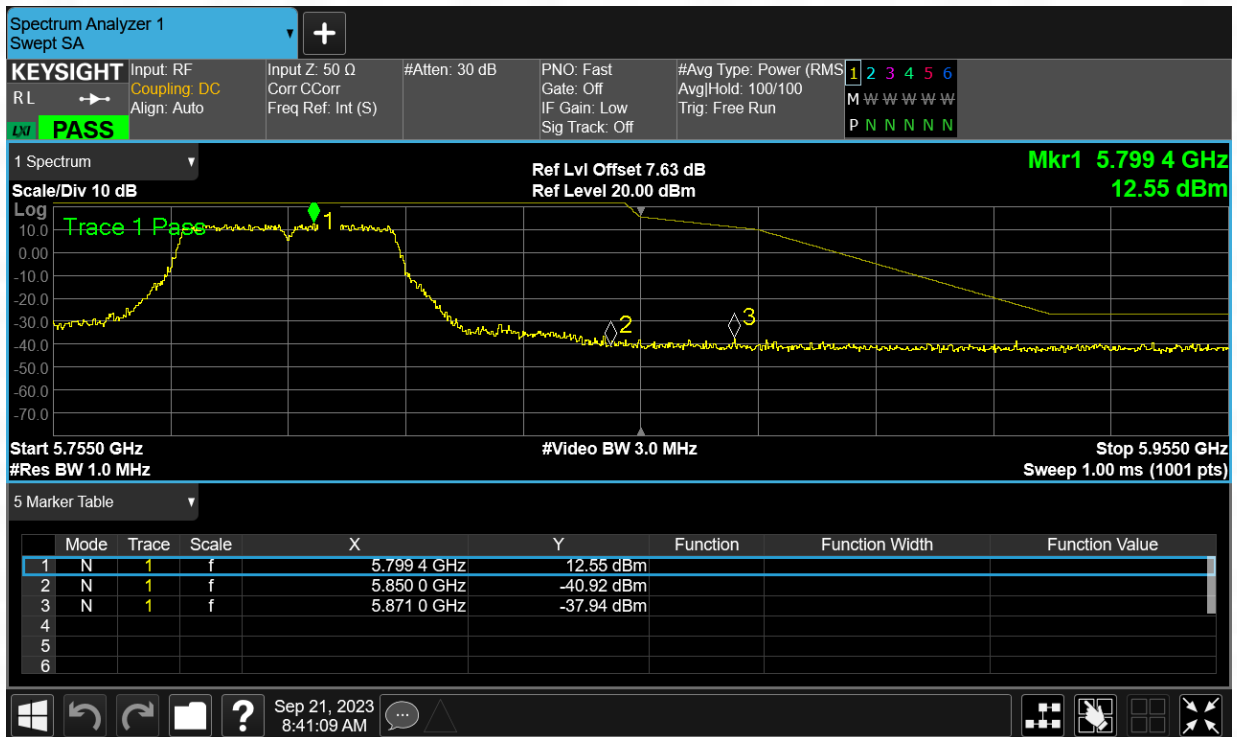 Spectrum Analyzer 1
Swept SA
KEYSIGHT
R L
LXI
PASS
Input: RF
Coupling: DC
Align: Auto
Input Z: 50 Ω
Corr CCorr
Freq Ref: Int (S)
#Atten: 30 dB
PNO: Fast
Gate: Off
IF Gain: Low
Sig Track: Off
#Avg Type: Power (RMS
Avg|Hold: 100/100
Trig: Free Run
1 2 3 4 5 6
M W W W W W
P N N N N N
1 Spectrum
Scale/Div 10 dB
Ref Lvl Offset 7.63 dB
Ref Level 20.00 dBm
Mkr1 5.799 4 GHz
12.55 dBm
Log
Trace 1 Pass
10.0
0.00
-10.0
-20.0
-30.0
-40.0
-50.0
-60.0
-70.0
1
2
3
Start 5.7550 GHz
#Video BW 3.0 MHz
Stop 5.9550 GHz
#Res BW 1.0 MHz
Sweep 1.00 ms (1001 pts)
5 Marker Table
Mode Trace Scale X Y Function Function Width Function Value
1 N 1 f 5.799 4 GHz 12.55 dBm
2 N 1 f 5.850 0 GHz -40.92 dBm
3 N 1 f 5.871 0 GHz -37.94 dBm
4
5
6
?
Sep 21, 2023
8:41:09 AM